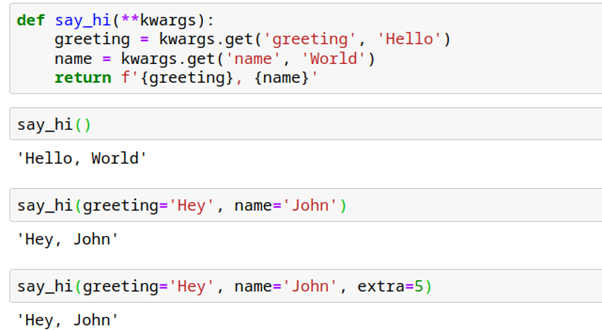 def say_hi(**kwargs):
    greeting = kwargs.get('greeting', 'Hello')
    name = kwargs.get('name', 'World')
    return f'{greeting}, {name}'
say_hi()
'Hello, World'
say_hi(greeting='Hey', name='John')
'Hey, John'
say_hi(greeting='Hey', name='John', extra=5)
'Hey, John'